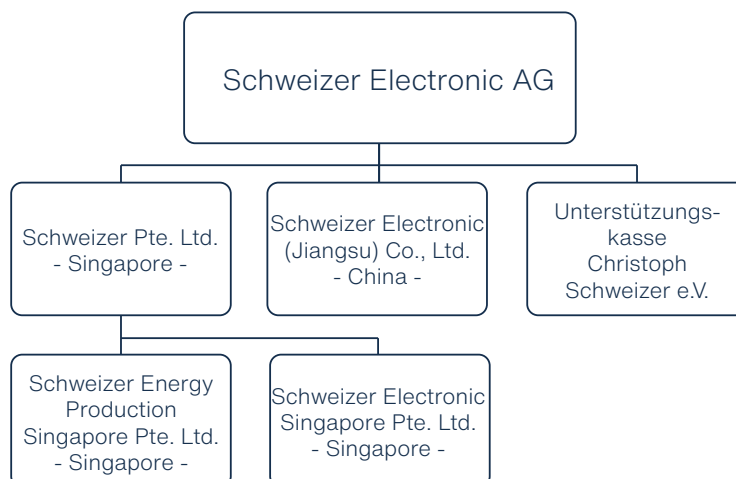 Schweizer Electronic AG
Schweizer Pte. Ltd.
- Singapore -
Schweizer Electronic
(Jiangsu) Co., Ltd.
- China -
Unterstützungs-
kasse
Christoph
Schweizer e.V.
Schweizer Energy
Production
Singapore Pte. Ltd.
- Singapore -
Schweizer Electronic
Singapore Pte. Ltd.
- Singapore -